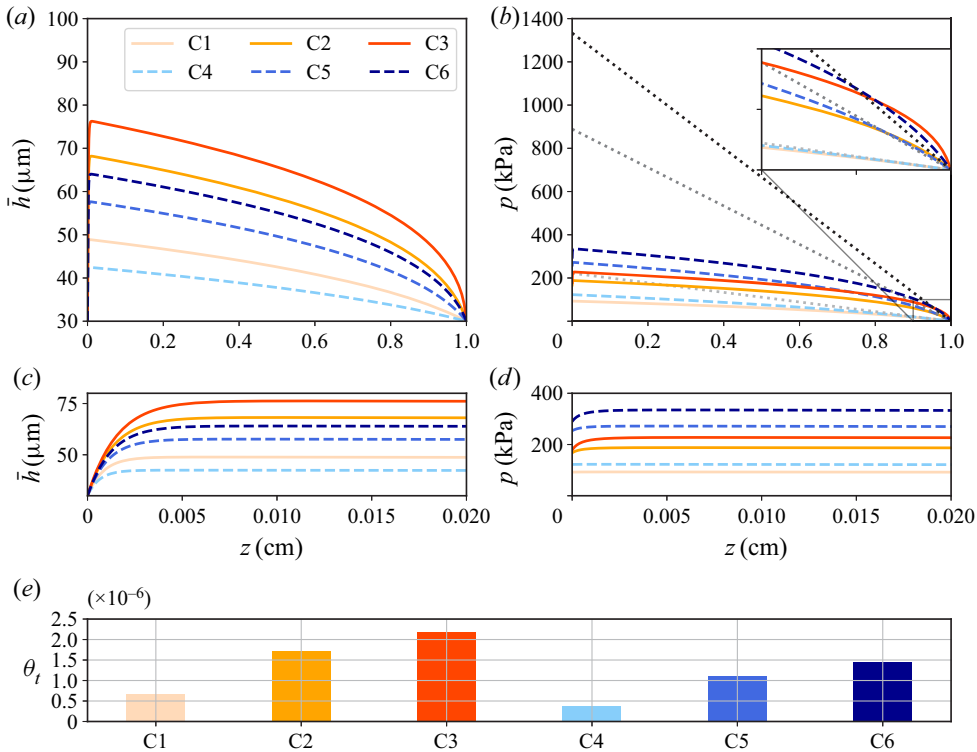 (a)
100
90
80
70
60
50
40
30
h̄ (μm)
C1 C2 C3
C4 C5 C6
0 0.2 0.4 0.6 0.8 1.0
(b)
1400
1200
1000
800
600
400
200
p (kPa)
0 0.2 0.4 0.6 0.8 1.0
(c)
75
50
h̄ (μm)
0 0.005 0.010 0.015 0.020
z (cm)
(d)
400
200
p (kPa)
0 0.005 0.010 0.015 0.020
z (cm)
(e)
(×10–6)
2.5
2.0
1.5
1.0
0.5
0
θt
C1 C2 C3 C4 C5 C6